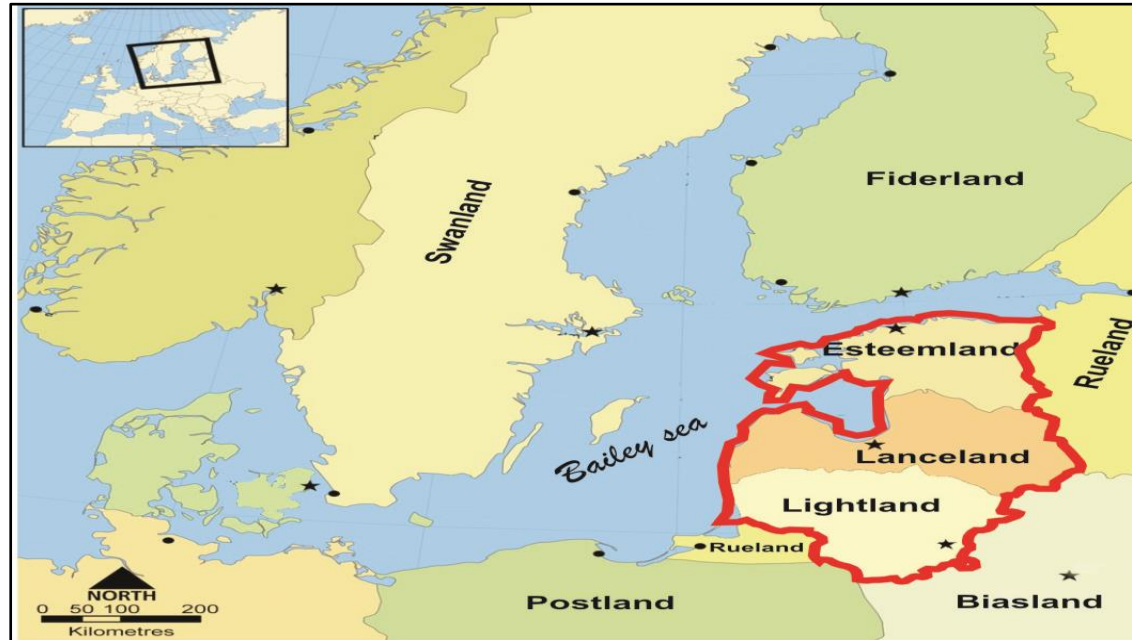 Fiderland
Swanland
Esteemland
Rueland
Bailey sea
Lanceland
Lightland
Rueland
NORTH
0 50 100 200
Kilometres
Postland
Biasland